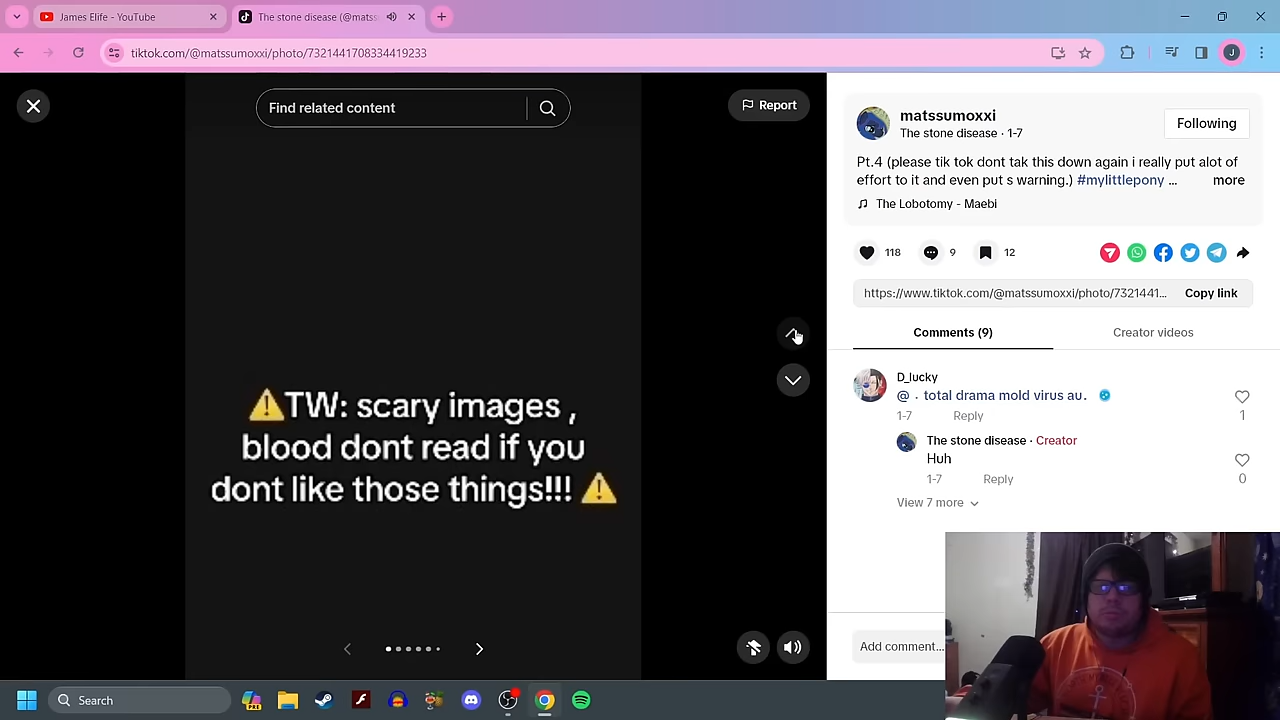 James Elife - YouTube
The stone disease (@matss
tiktok.com/@matssumoxxi/photo/7321441708334419233
J
Find related content
Report
⚠️TW: scary images ,
blood dont read if you
dont like those things!!! ⚠️
matssumoxxi
The stone disease · 1-7
Following
Pt.4 (please tik tok dont tak this down again i really put alot of
effort to it and even put s warning.) #mylittlepony ...
more
The Lobotomy - Maebi
118
9
12
https://www.tiktok.com/@matssumoxxi/photo/7321441...
Copy link
Comments (9)
Creator videos
D_lucky
@ . total drama mold virus au.
1-7
Reply
1
The stone disease · Creator
Huh
1-7
Reply
0
View 7 more
Add comment...
Search